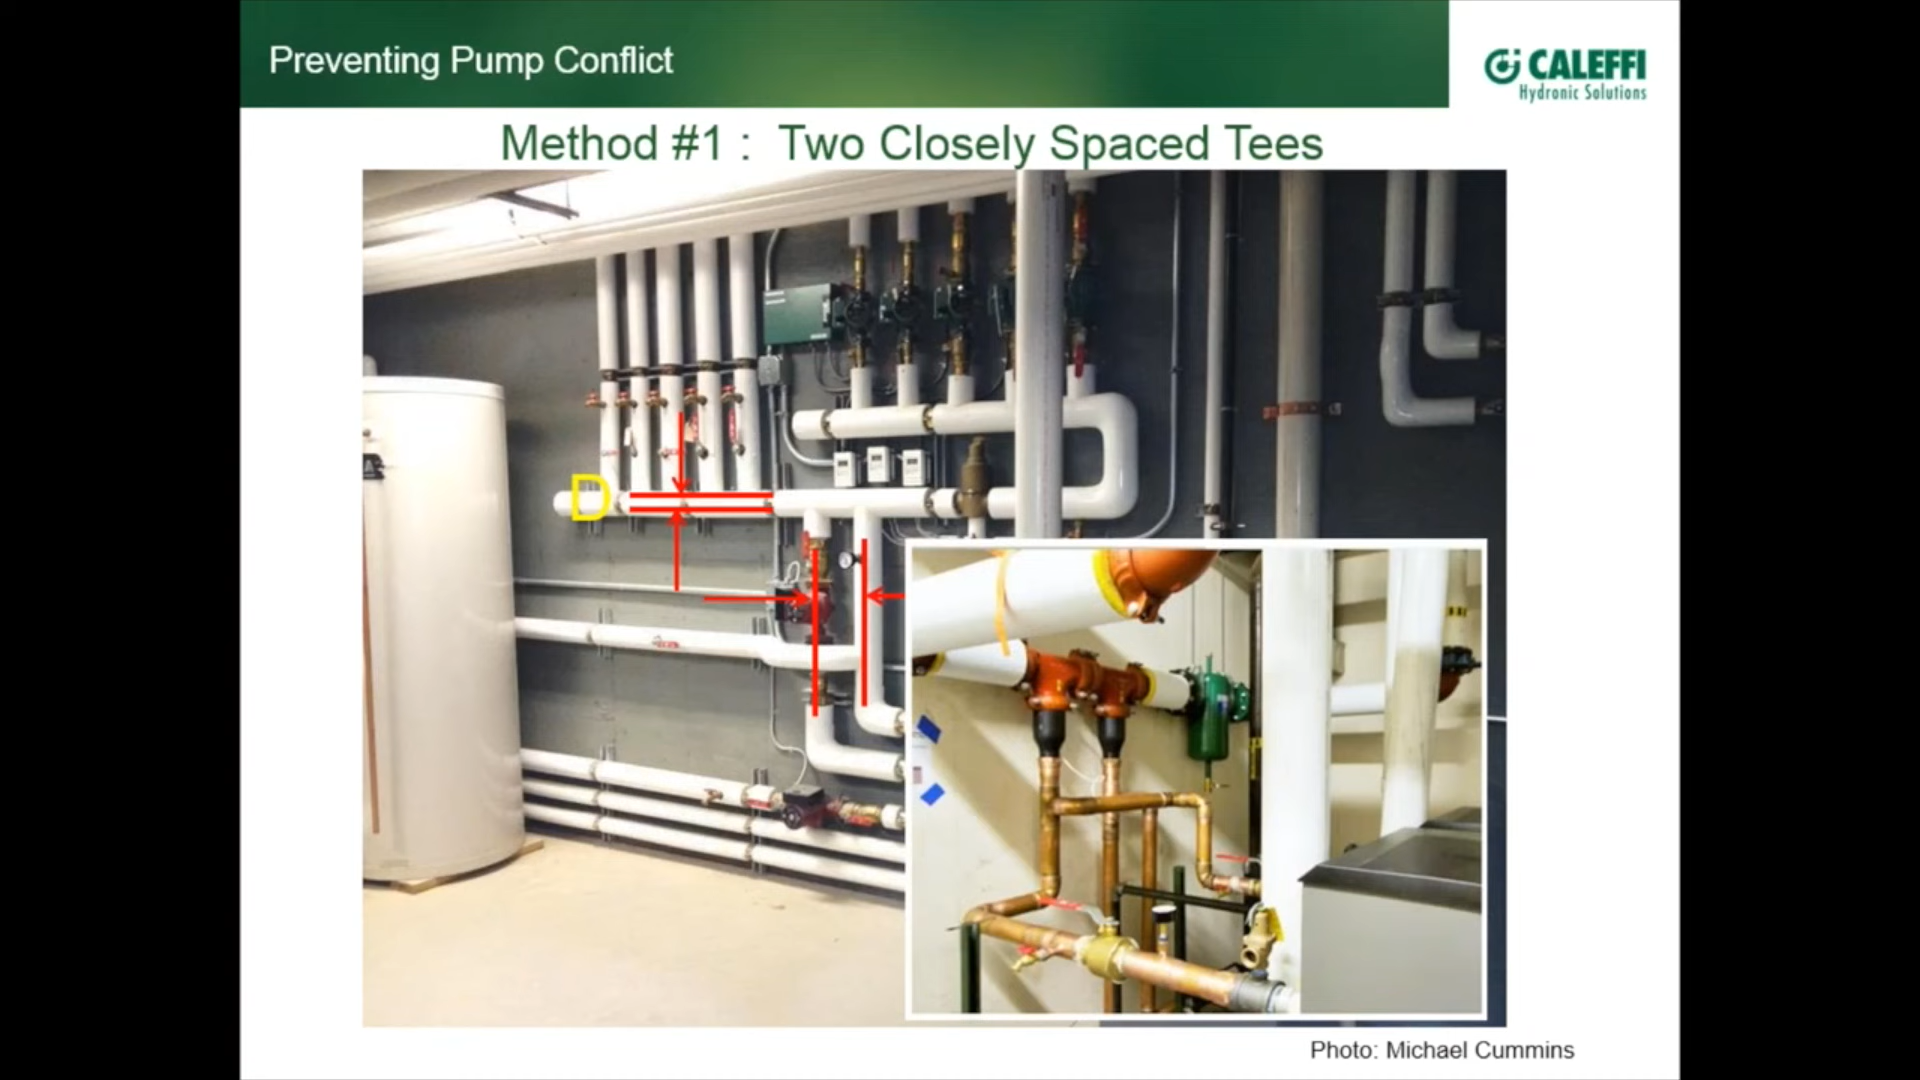 Preventing Pump Conflict
CALEFFI
Hydronic Solutions
Method #1 : Two Closely Spaced Tees
D
Photo: Michael Cummins